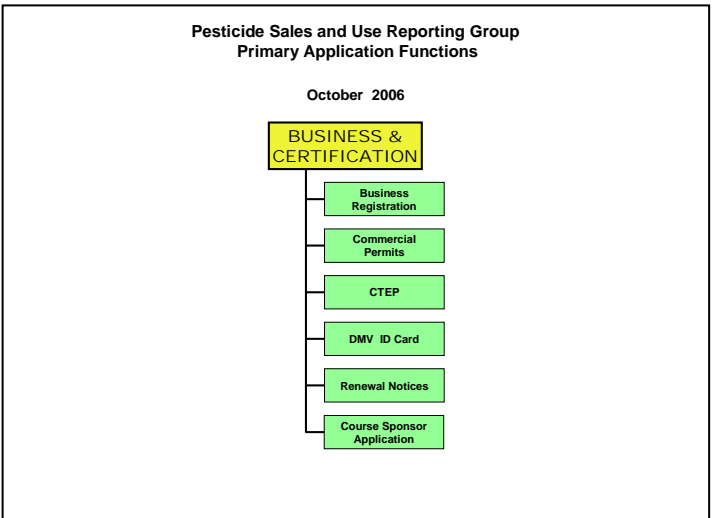 Pesticide Sales and Use Reporting Group
Primary Application Functions
October 2006
BUSINESS &
CERTIFICATION
Business
Registration
Commercial
Permits
CTEP
DMV ID Card
Renewal Notices
Course Sponsor
Application